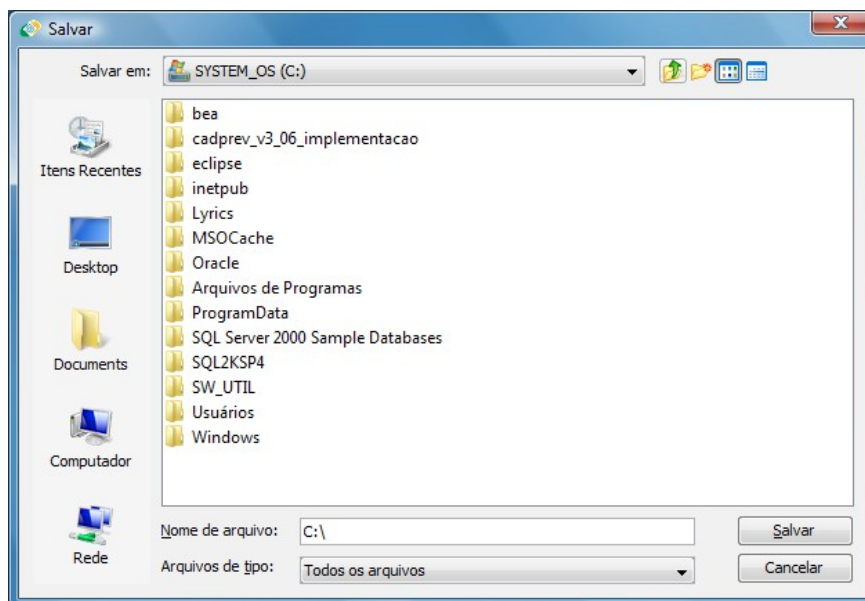 Salvar
Salvar em: SYSTEM_OS (C:)
Itens Recentes
Desktop
Documents
Computador
Rede
bea
cadprev_v3_06_implementacao
eclipse
inetpub
Lyrics
MSOCache
Oracle
Arquivos de Programas
ProgramData
SQL Server 2000 Sample Databases
SQL2KSP4
SW_UTIL
Usuários
Windows
Nome de arquivo: C:\ Salvar
Arquivos de tipo: Todos os arquivos Cancelar